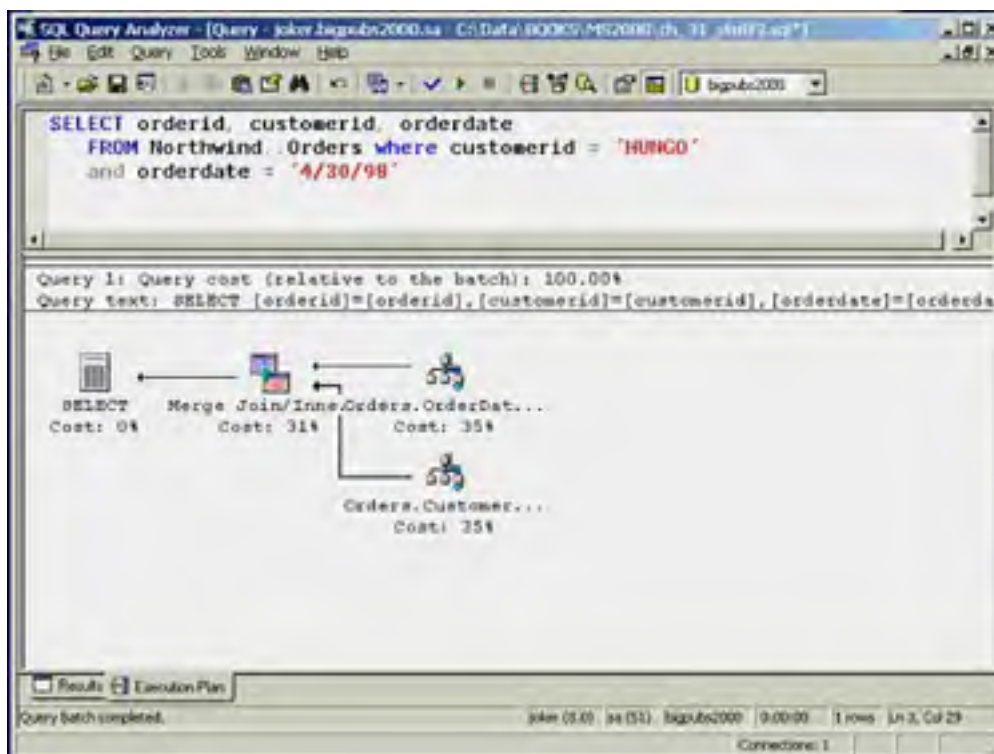 SQL Query Analyzer - [Query - joker.bigpubs2000.sa - C:\Data\BOOKS\MS2000\ch_31
File Edit Query Tools Window Help
bigpubs2000
SELECT orderid, customerid, orderdate
FROM Northwind..Orders where customerid = 'HUNGO'
and orderdate = '4/30/98'
Query 1: Query cost (relative to the batch): 100.00%
Query text: SELECT [orderid]=[orderid],[customerid]=[customerid],[orderdate]=[orderda
SELECT
Cost: 0%
Merge Join/Inne
Cost: 31%
Orders.OrderDat...
Cost: 35%
Orders.Customer...
Cost: 35%
Results Execution Plan
Query batch completed. joker (8.0) sa (51) bigpubs2000 0:00:00 1 rows Ln 3, Col 29
Connections: 1